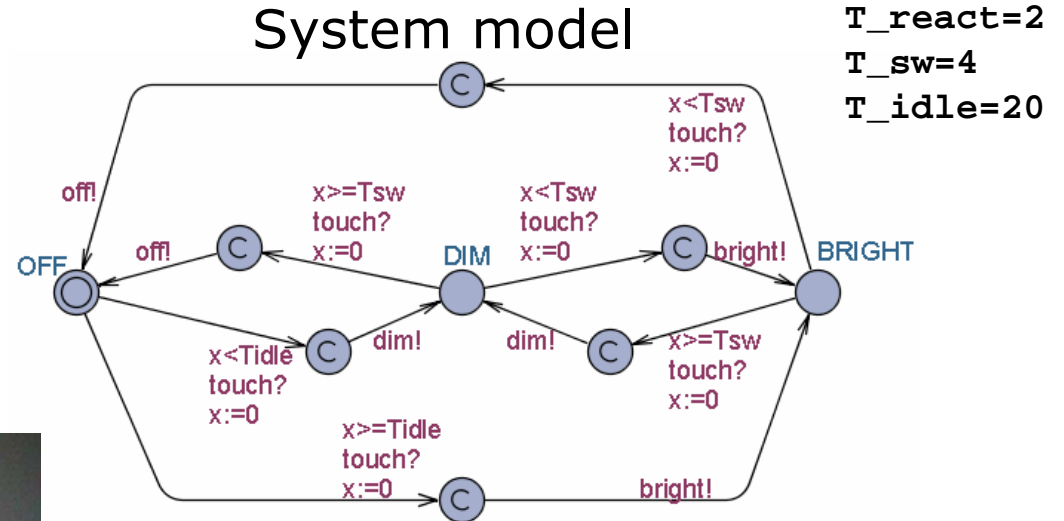 System model
T_react=2
T_sw=4
T_idle=20
C
x<Tsw
touch?
x:=0
off!
x>=Tsw
touch?
x:=0
x<Tsw
touch?
x:=0
C
off!
C
bright!
OFF
DIM
BRIGHT
x<Tidle
touch?
x:=0
C
dim!
dim!
C
x>=Tsw
touch?
x:=0
x>=Tidle
touch?
x:=0
C
bright!